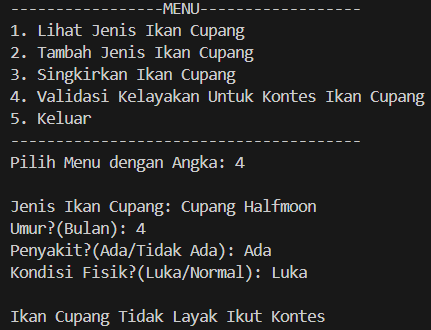 -----------------MENU------------------
1. Lihat Jenis Ikan Cupang
2. Tambah Jenis Ikan Cupang
3. Singkirkan Ikan Cupang
4. Validasi Kelayakan Untuk Kontes Ikan Cupang
5. Keluar
---------------------------------------
Pilih Menu dengan Angka: 4
Jenis Ikan Cupang: Cupang Halfmoon
Umur?(Bulan): 4
Penyakit?(Ada/Tidak Ada): Ada
Kondisi Fisik?(Luka/Normal): Luka
Ikan Cupang Tidak Layak Ikut Kontes